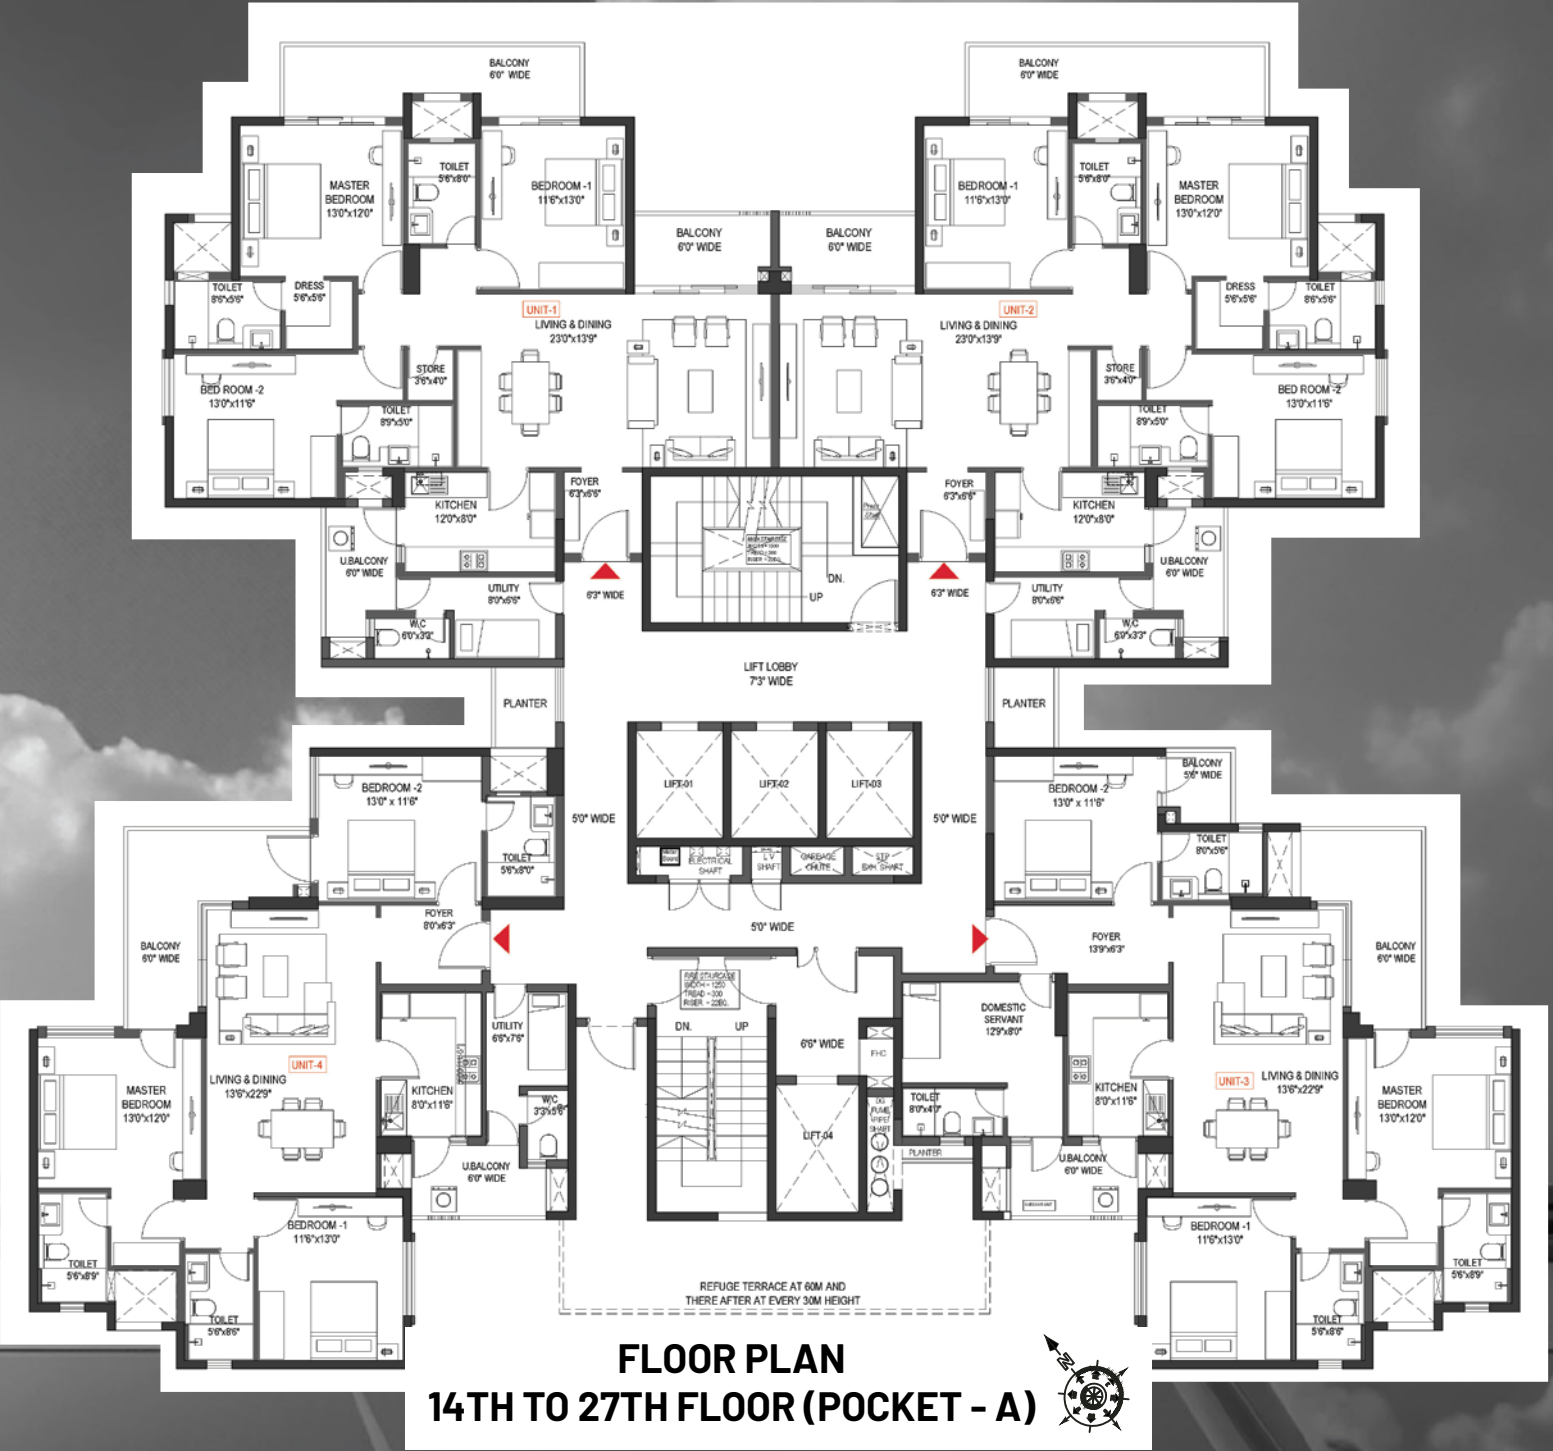 BALCONY
6'0" WIDE
BALCONY
6'0" WIDE
TOILET
5'6"x8'0"
MASTER
BEDROOM
13'0"x12'0"
BEDROOM -1
11'6"x13'0"
BEDROOM -1
11'6"x13'0"
TOILET
5'6"x8'0"
MASTER
BEDROOM
13'0"x12'0"
BALCONY
6'0" WIDE
BALCONY
6'0" WIDE
TOILET
8'6"x5'6"
DRESS
5'6"x5'6"
UNIT-1
LIVING & DINING
23'0"x13'9"
UNIT-2
LIVING & DINING
23'0"x13'9"
DRESS
5'6"x5'6"
TOILET
8'6"x5'6"
STORE
3'6"x4'0"
STORE
3'6"x4'0"
BED ROOM -2
13'0"x11'6"
BED ROOM -2
13'0"x11'6"
TOILET
8'9"x5'0"
TOILET
8'9"x5'0"
KITCHEN
12'0"x8'0"
FOYER
6'3"x6'6"
FOYER
6'3"x6'6"
KITCHEN
12'0"x8'0"
U.BALCONY
6'0" WIDE
U.BALCONY
6'0" WIDE
UTILITY
8'0"x6'6"
6'3" WIDE
DN.
UP
6'3" WIDE
UTILITY
8'0"x6'6"
W.C
6'0"x3'3"
W.C
6'0"x3'3"
LIFT LOBBY
7'3" WIDE
PLANTER
PLANTER
BEDROOM -2
13'0" x 11'6"
LIFT-01
LIFT-02
LIFT-03
BEDROOM -2
13'0" x 11'6"
BALCONY
5'6" WIDE
5'0" WIDE
5'0" WIDE
TOILET
5'6"x8'0"
ELECTRICAL
SHAFT
L V
SHAFT
GARBAGE
CHUTE
STP
EXH. SHAFT
TOILET
8'0"x5'6"
FOYER
8'0"x6'3"
5'0" WIDE
FOYER
13'9"x6'3"
BALCONY
6'0" WIDE
BALCONY
6'0" WIDE
FIRE STAIRCASE
WIDTH = 1250
TREAD = 300
UTILITY
6'6"x7'6"
DN.
UP
6'6" WIDE
DOMESTIC
SERVANT
12'9"x8'0"
FHC
UNIT-4
LIVING & DINING
13'6"x22'9"
UNIT-3
LIVING & DINING
13'6"x22'9"
MASTER
BEDROOM
13'0"x12'0"
KITCHEN
8'0"x11'6"
W.C
3'3"x5'6"
LIFT-04
DG
FUME
PIPE
SHAFT
TOILET
8'0"x4'0"
KITCHEN
8'0"x11'6"
MASTER
BEDROOM
13'0"x12'0"
PLANTER
U.BALCONY
6'0" WIDE
U.BALCONY
6'0" WIDE
BEDROOM -1
11'6"x13'0"
BEDROOM -1
11'6"x13'0"
TOILET
5'6"x8'9"
TOILET
5'6"x8'9"
TOILET
5'6"x8'6"
TOILET
5'6"x8'6"
REFUGE TERRACE AT 60M AND
THERE AFTER AT EVERY 30M HEIGHT
FLOOR PLAN
14TH TO 27TH FLOOR (POCKET - A)
N